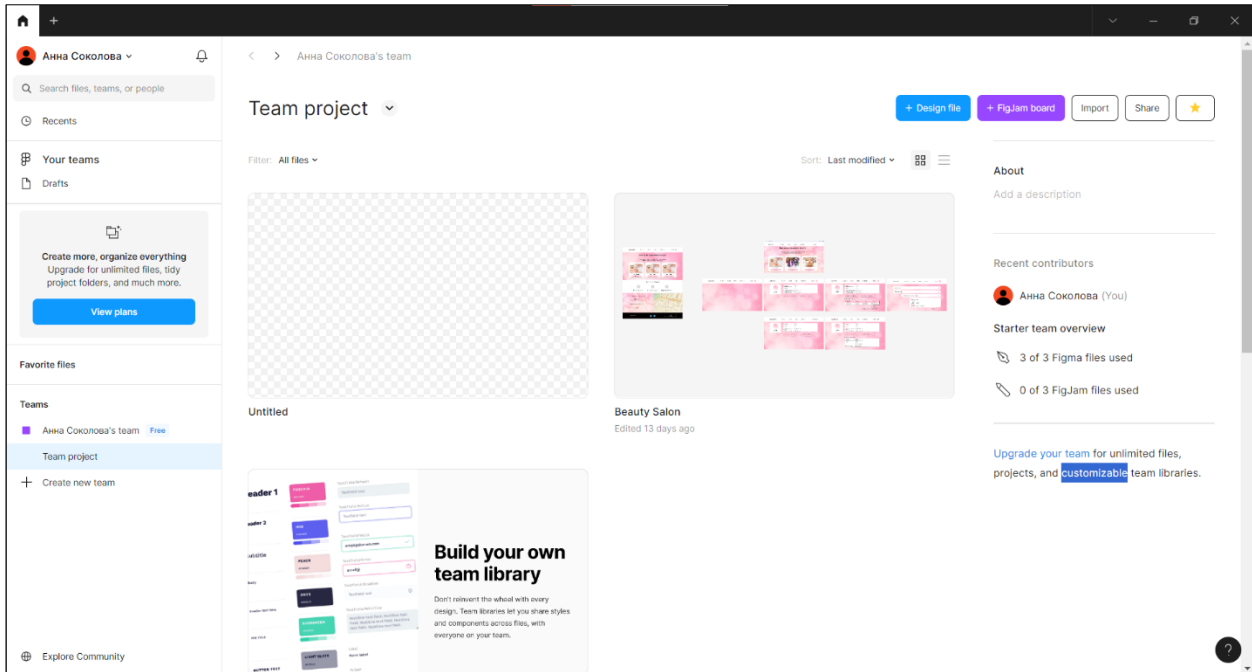 Анна Соколова
Search files, teams, or people
Recents
Your teams
Drafts
Create more, organize everything
Upgrade for unlimited files, tidy
project folders, and much more.
View plans
Favorite files
Teams
Анна Соколова's team Free
Team project
Create new team
Explore Community
Анна Соколова's team
Team project
+ Design file
+ FigJam board
Import
Share
Filter: All files
Sort: Last modified
Untitled
Beauty Salon
Edited 13 days ago
eader 1
Build your own
team library
Don't reinvent the wheel with every
design. Team libraries let you share styles
and components across files, with
everyone on your team.
About
Add a description
Recent contributors
Анна Соколова (You)
Starter team overview
3 of 3 Figma files used
0 of 3 FigJam files used
Upgrade your team for unlimited files,
projects, and customizable team libraries.
?